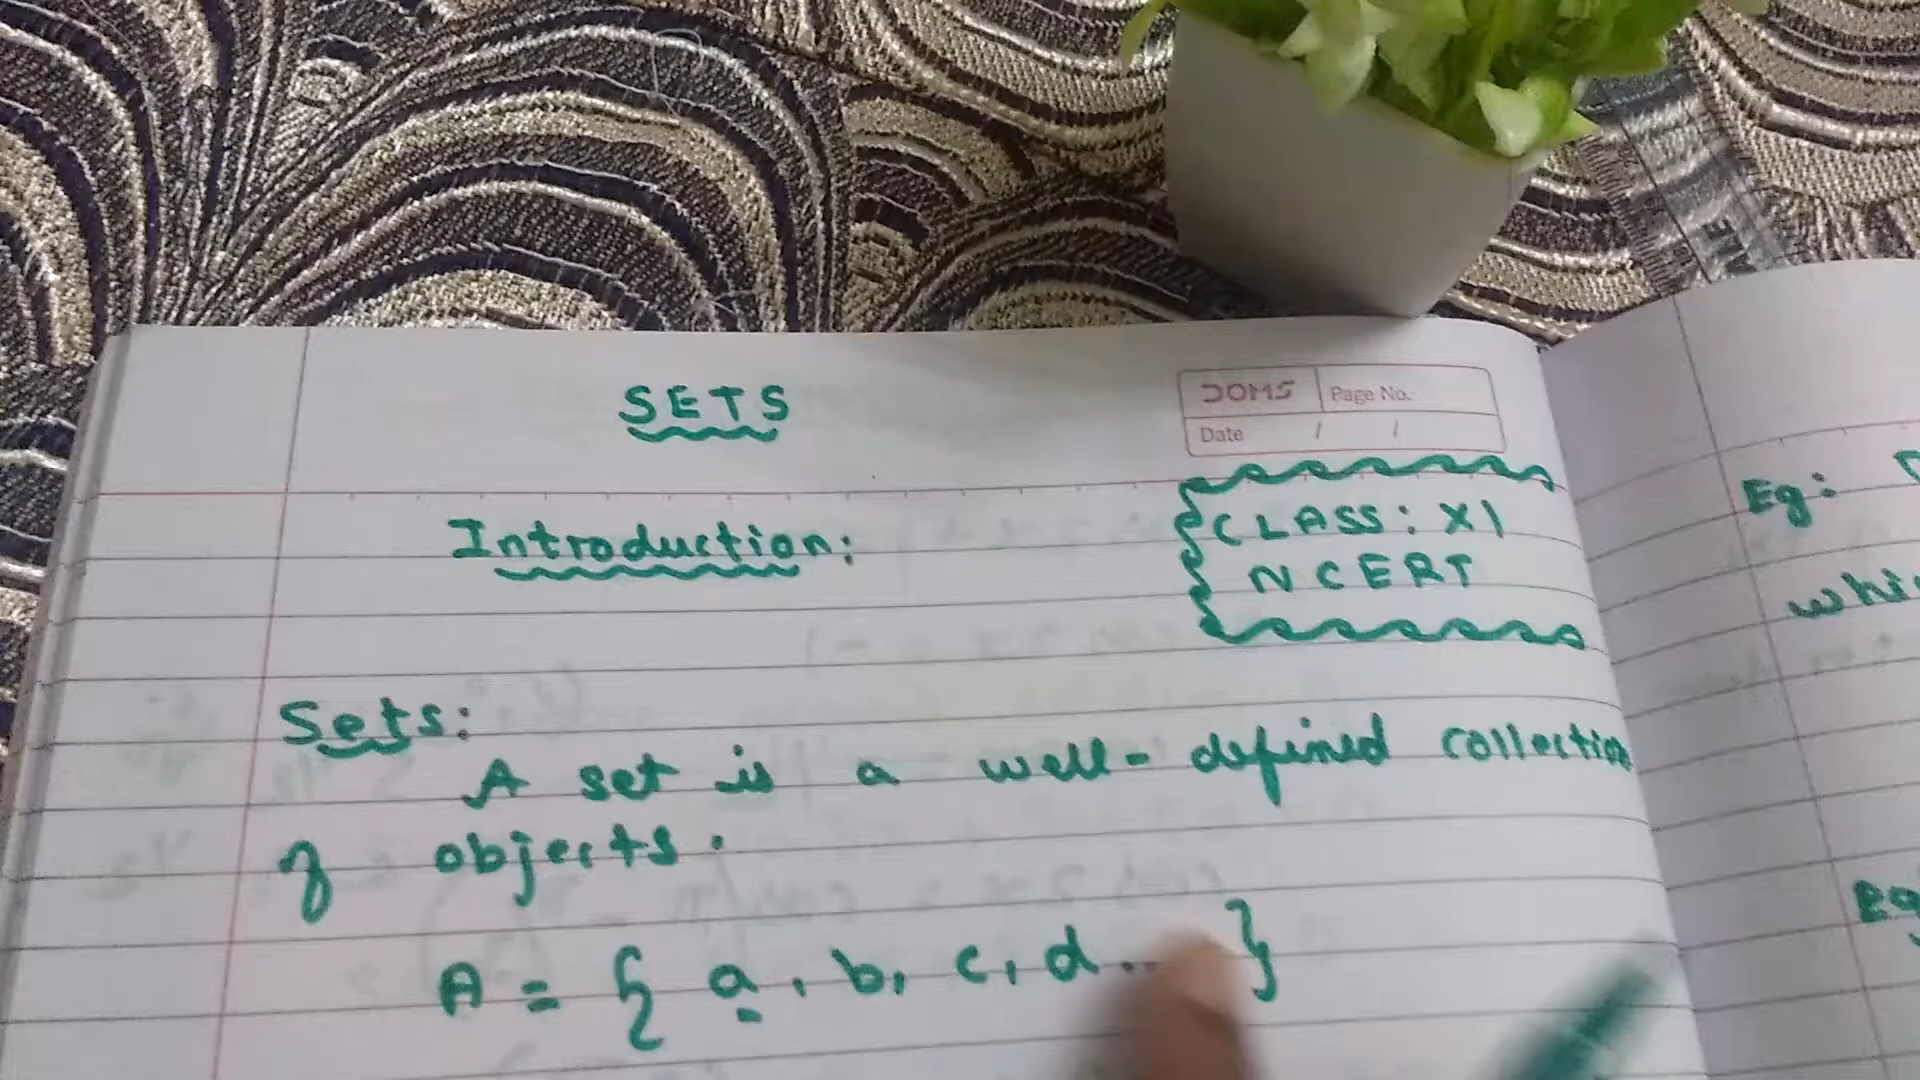 SETS
DOMS Page No.
Date / /
Introduction:
CLASS: XI
NCERT
Sets:
A set is a well-defined collection
of objects.
A = { a, b, c, d... }
Eg: